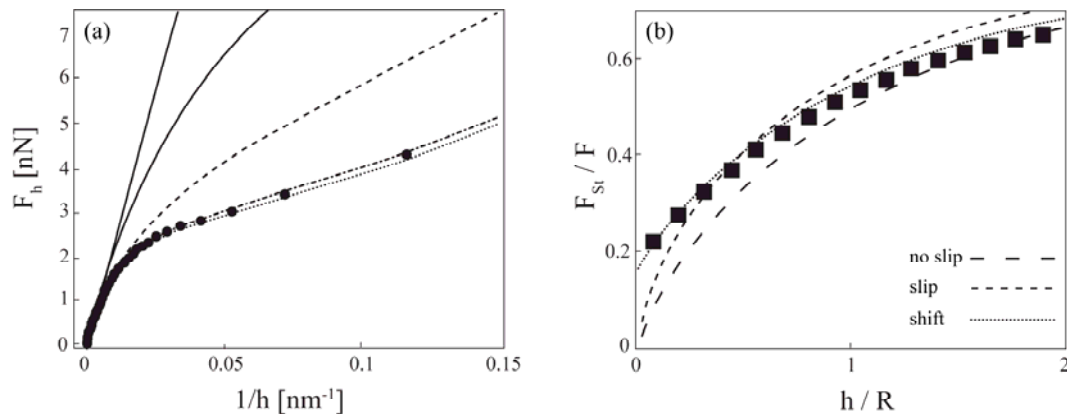 (a)
7
6
5
4
3
2
1
0
F_h [nN]
0 0.05 0.1 0.15
1/h [nm⁻¹]
(b)
0.6
0.4
0.2
0
F_St / F
no slip
slip
shift
0 1 2
h / R